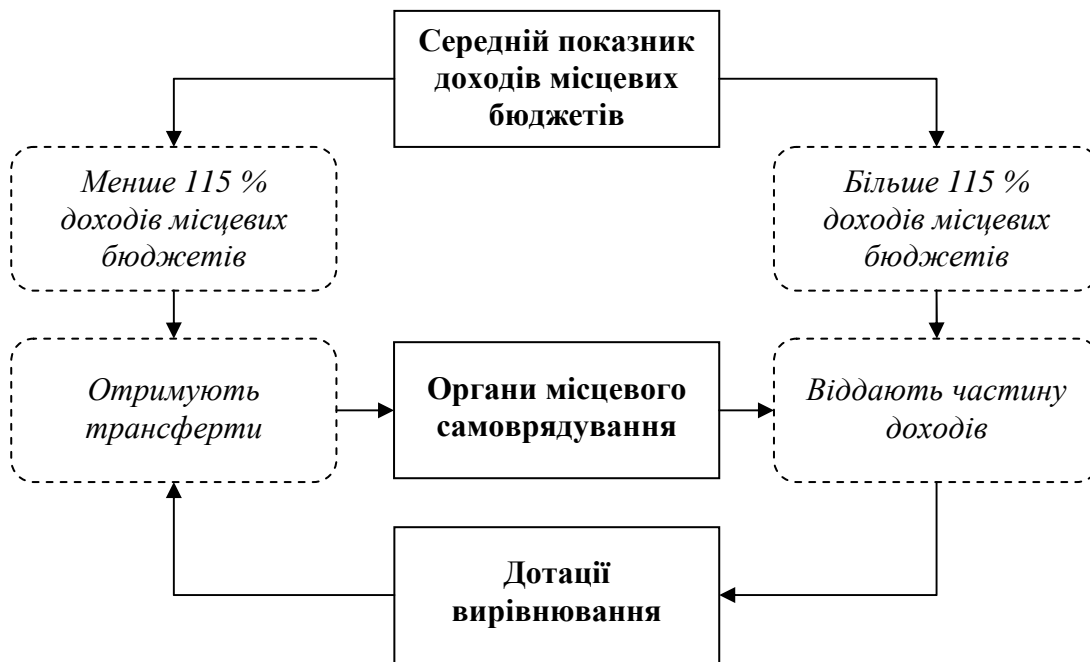 Середній показник
доходів місцевих
бюджетів
Менше 115 %
доходів місцевих
бюджетів
Більше 115 %
доходів місцевих
бюджетів
Отримують
трансферти
Органи місцевого
самоврядування
Віддають частину
доходів
Дотації
вирівнювання